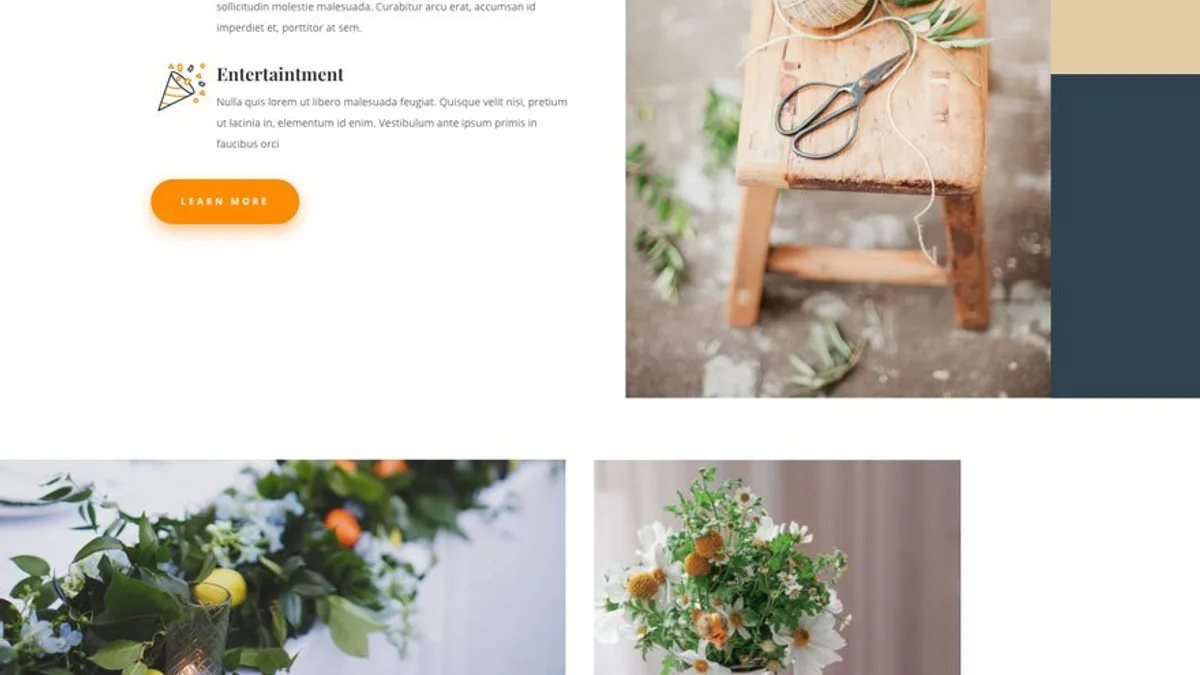 sollicitudin molestie malesuada. Curabitur arcu erat, accumsan id
imperdiet et, porttitor at sem.
Entertaintment
Nulla quis lorem ut libero malesuada feugiat. Quisque velit nisi, pretium
ut lacinia in, elementum id enim. Vestibulum ante ipsum primis in
faucibus orci
LEARN MORE